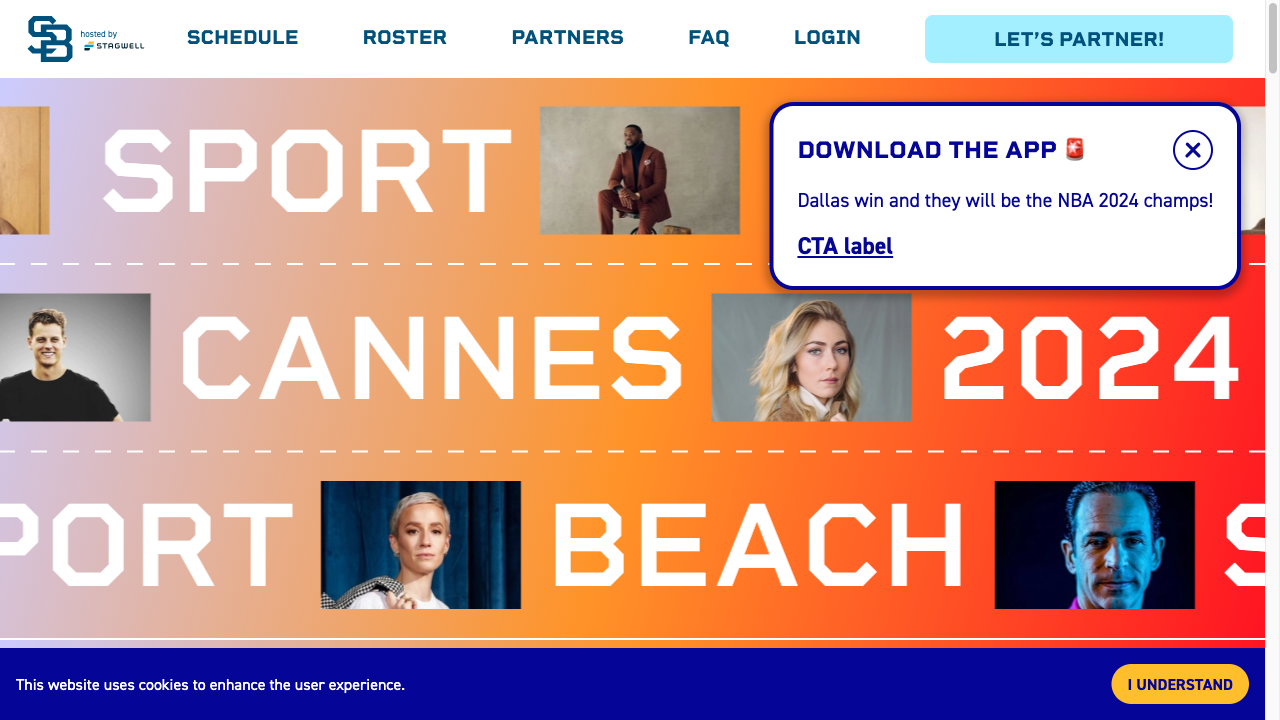 SB hosted by
STAGWELL
SCHEDULE
ROSTER
PARTNERS
FAQ
LOGIN
LET’S PARTNER!
SPORT
DOWNLOAD THE APP 🚨
Dallas win and they will be the NBA 2024 champs!
CTA label
CANNES
2024
PORT
BEACH
S
This website uses cookies to enhance the user experience.
I UNDERSTAND